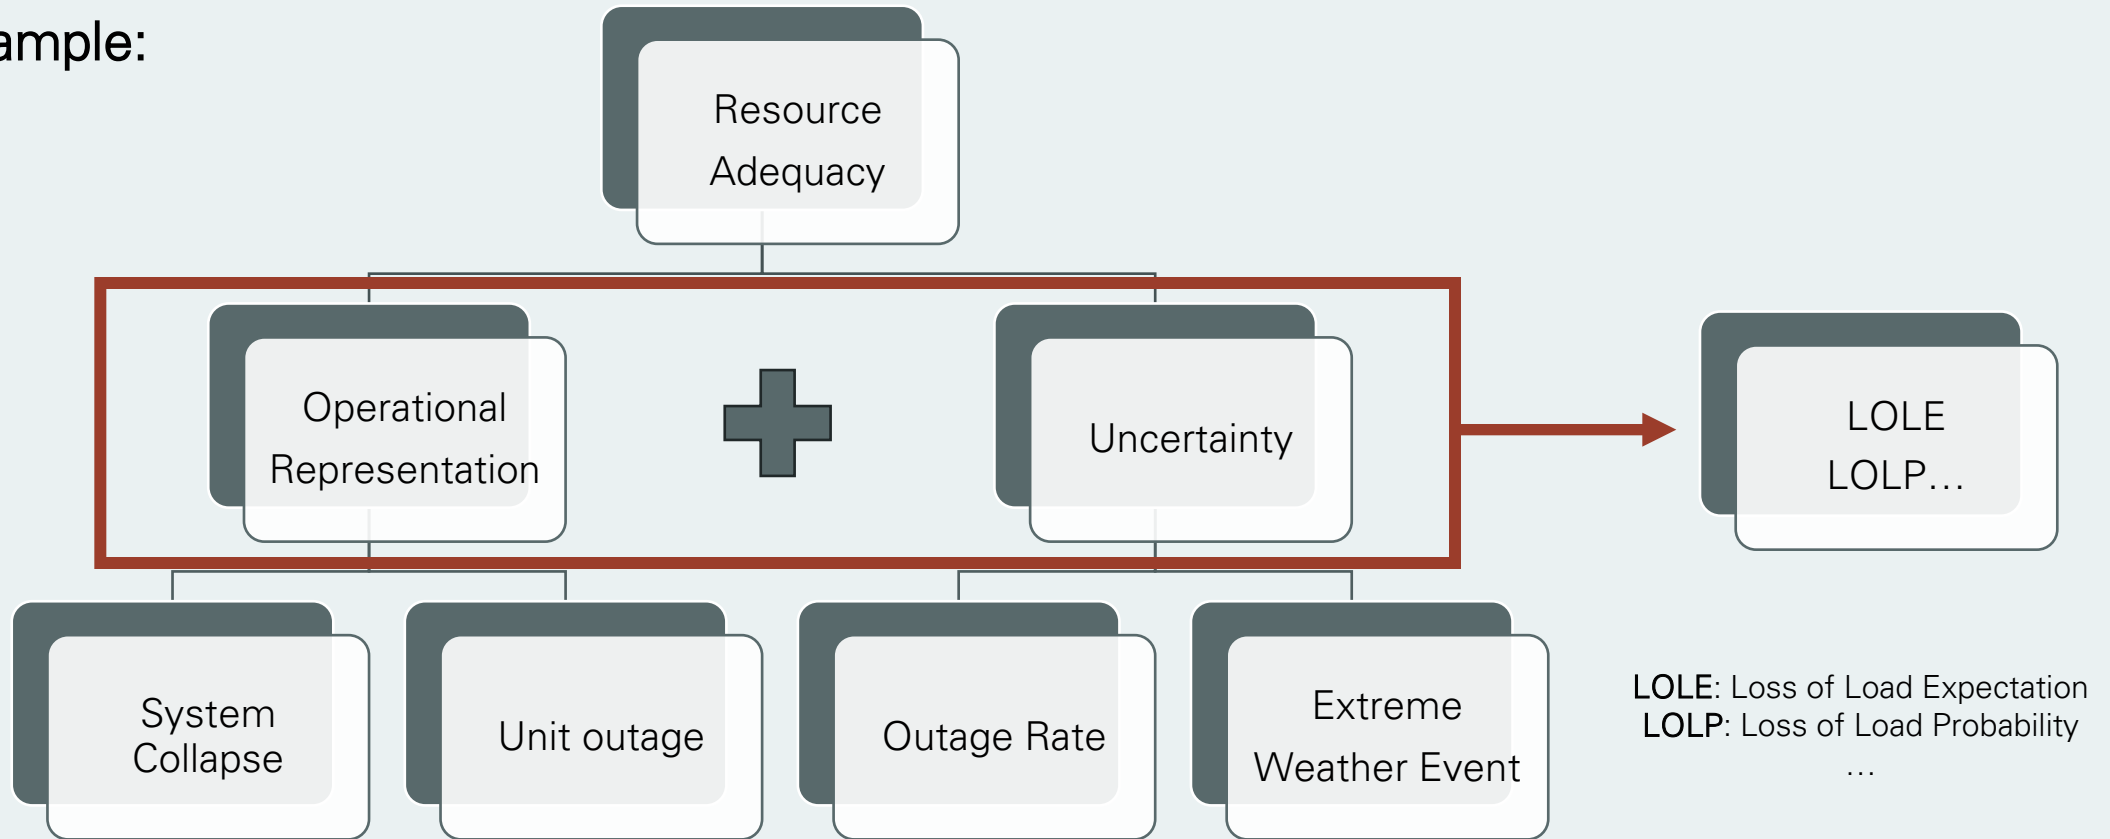 ample:
Resource
Adequacy
Operational
Representation
Uncertainty
LOLE
LOLP…
System
Collapse
Unit outage
Outage Rate
Extreme
Weather Event
LOLE: Loss of Load Expectation
LOLP: Loss of Load Probability
…